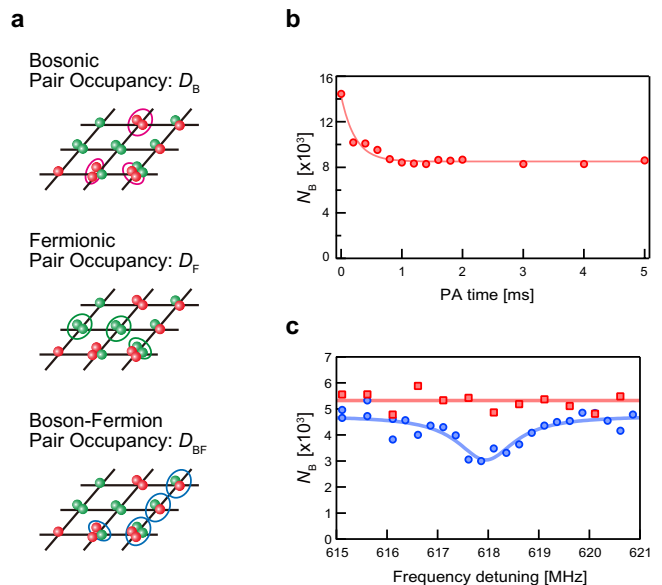 a
Bosonic
Pair Occupancy: D_B
Fermionic
Pair Occupancy: D_F
Boson-Fermion
Pair Occupancy: D_BF
b
16
12
8
4
0
N_B [x10³]
0 1 2 3 4 5
PA time [ms]
c
7
6
5
4
3
2
1
0
N_B [x10³]
615 616 617 618 619 620 621
Frequency detuning [MHz]